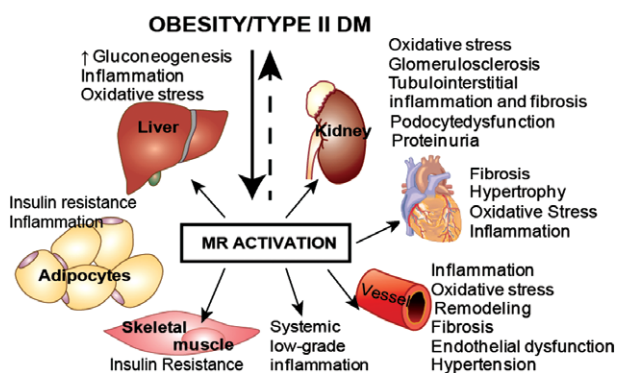 OBESITY/TYPE II DM
↑ Gluconeogenesis
Inflammation
Oxidative stress
Liver
Kidney
Oxidative stress
Glomerulosclerosis
Tubulointerstitial
inflammation and fibrosis
Podocytedysfunction
Proteinuria
Fibrosis
Hypertrophy
Oxidative Stress
Inflammation
Insulin resistance
Inflammation
Adipocytes
MR ACTIVATION
Vessel
Inflammation
Oxidative stress
Remodeling
Fibrosis
Endothelial dysfunction
Hypertension
Skeletal
muscle
Insulin Resistance
Systemic
low-grade
inflammation